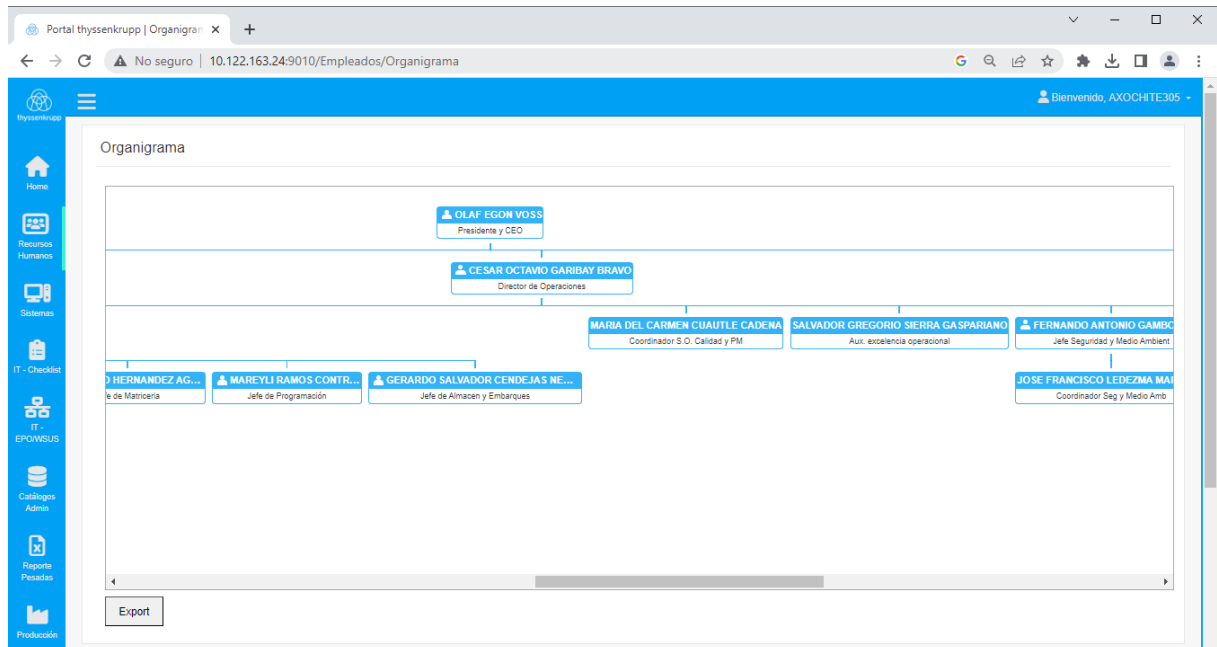 Portal thyssenkrupp | Organigran
No seguro | 10.122.163.24:9010/Empleados/Organigrama
thyssenkrupp
Bienvenido, AXOCHITE305
Home
Recursos
Humanos
Sistemas
IT - Checklist
IT -
EPO/WSUS
Catálogos
Admin
Reporte
Pesadas
Producción
Organigrama
OLAF EGON VOSS
Presidente y CEO
CESAR OCTAVIO GARIBAY BRAVO
Director de Operaciones
MARIA DEL CARMEN CUAUTLE CADENA
Coordinador S.O. Calidad y PM
SALVADOR GREGORIO SIERRA GASPARIANO
Aux. excelencia operacional
FERNANDO ANTONIO GAMBO
Jefe Seguridad y Medio Ambient
HERNANDEZ AG...
de Matriceria
MAREYLI RAMOS CONTR...
Jefe de Programación
GERARDO SALVADOR CENDEJAS NE...
Jefe de Almacen y Embarques
JOSE FRANCISCO LEDEZMA MAR
Coordinador Seg y Medio Amb
Export